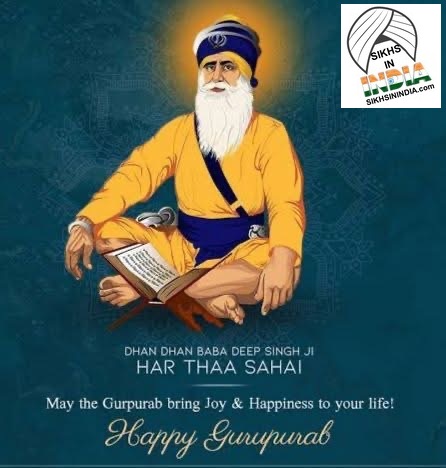 SIKHS
IN
INDIA
SIKHSININDIA.com
DHAN DHAN BABA DEEP SINGH JI
HAR THAA SAHAI
May the Gurpurab bring Joy & Happiness to your life!
Happy Gurupurab